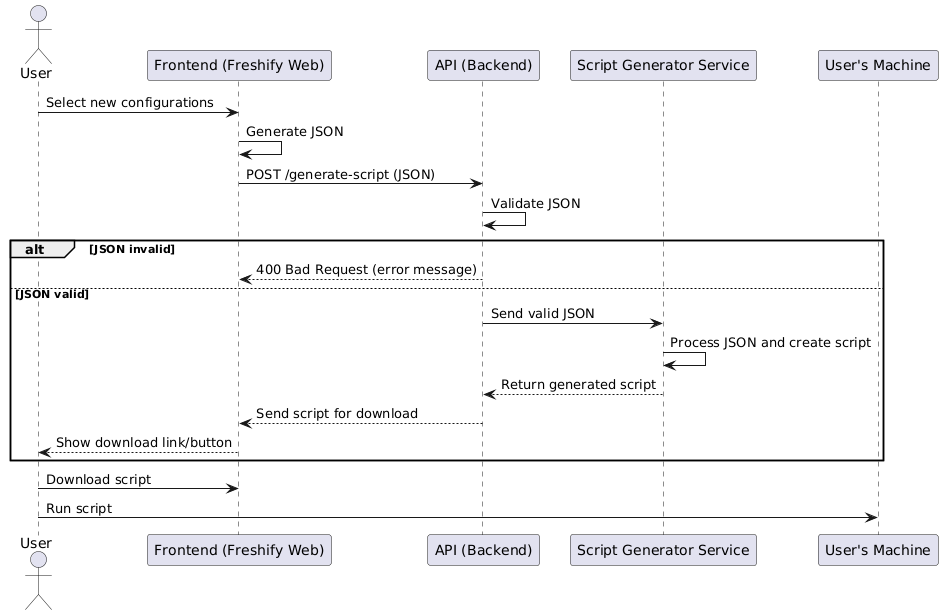 User
Frontend (Freshify Web)
API (Backend)
Script Generator Service
User's Machine
Select new configurations
Generate JSON
POST /generate-script (JSON)
Validate JSON
alt
[JSON invalid]
400 Bad Request (error message)
[JSON valid]
Send valid JSON
Process JSON and create script
Return generated script
Send script for download
Show download link/button
Download script
Run script
User
Frontend (Freshify Web)
API (Backend)
Script Generator Service
User's Machine